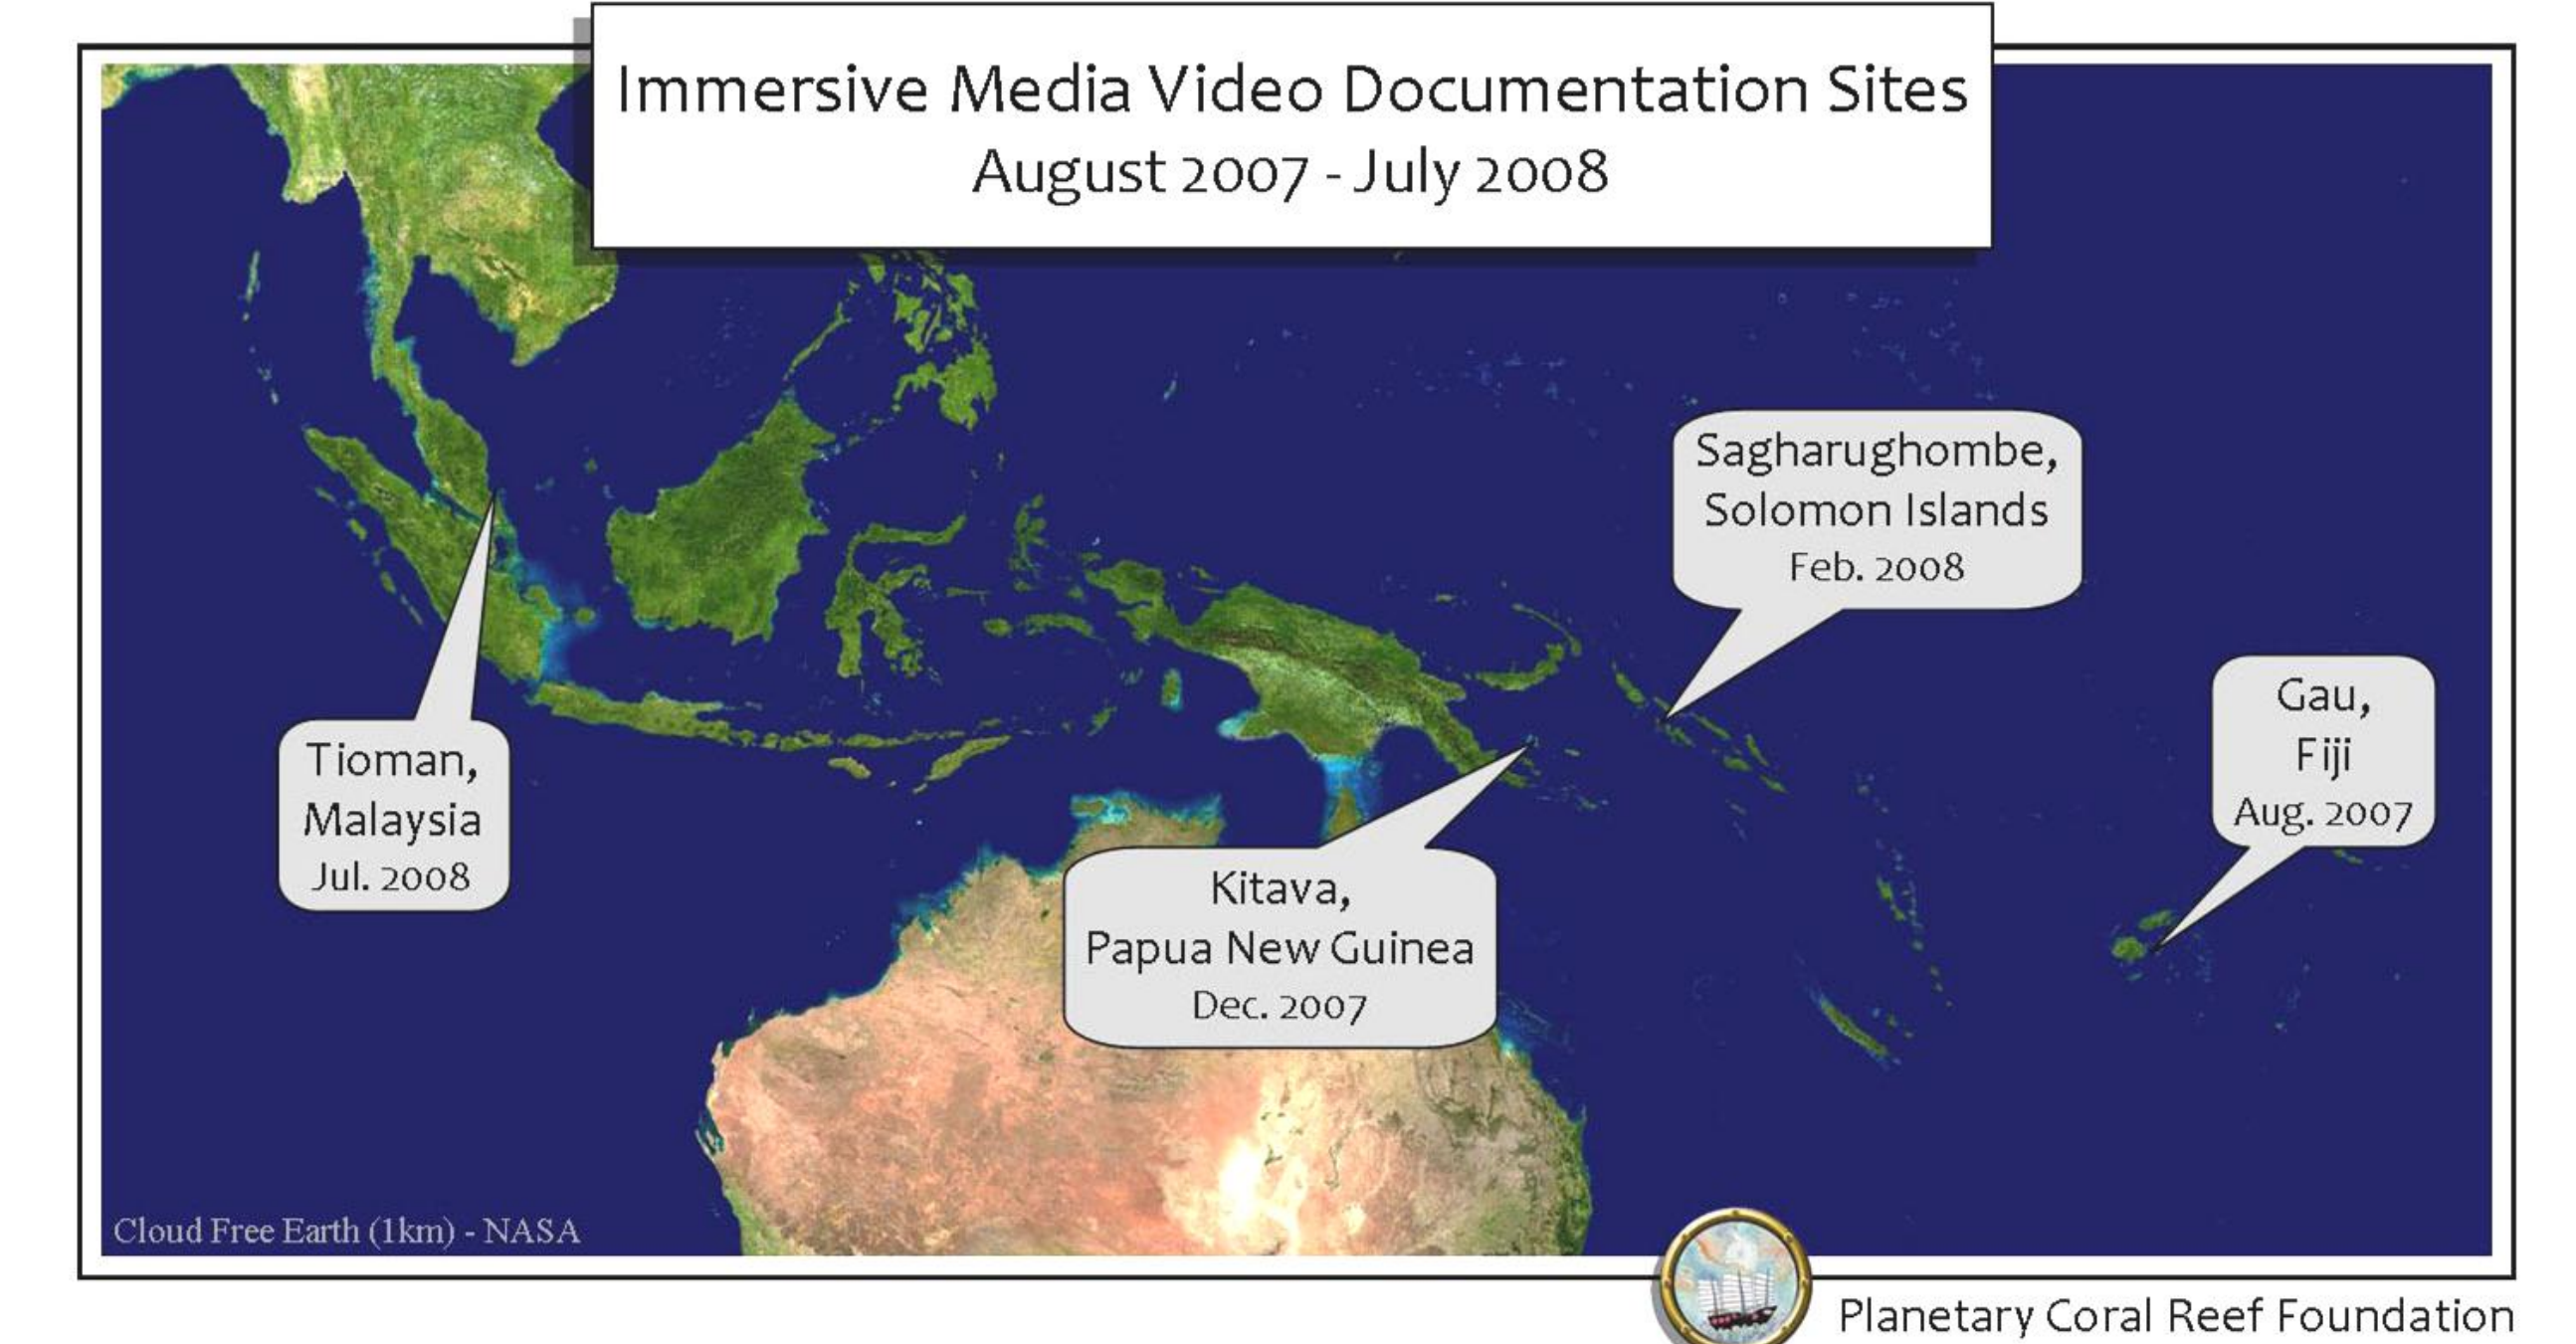 Immersive Media Video Documentation Sites
August 2007 - July 2008
Sagharughombe,
Solomon Islands
Feb. 2008
Gau,
Fiji
Aug. 2007
Tioman,
Malaysia
Jul. 2008
Kitava,
Papua New Guinea
Dec. 2007
Cloud Free Earth (1km) - NASA
Planetary Coral Reef Foundation